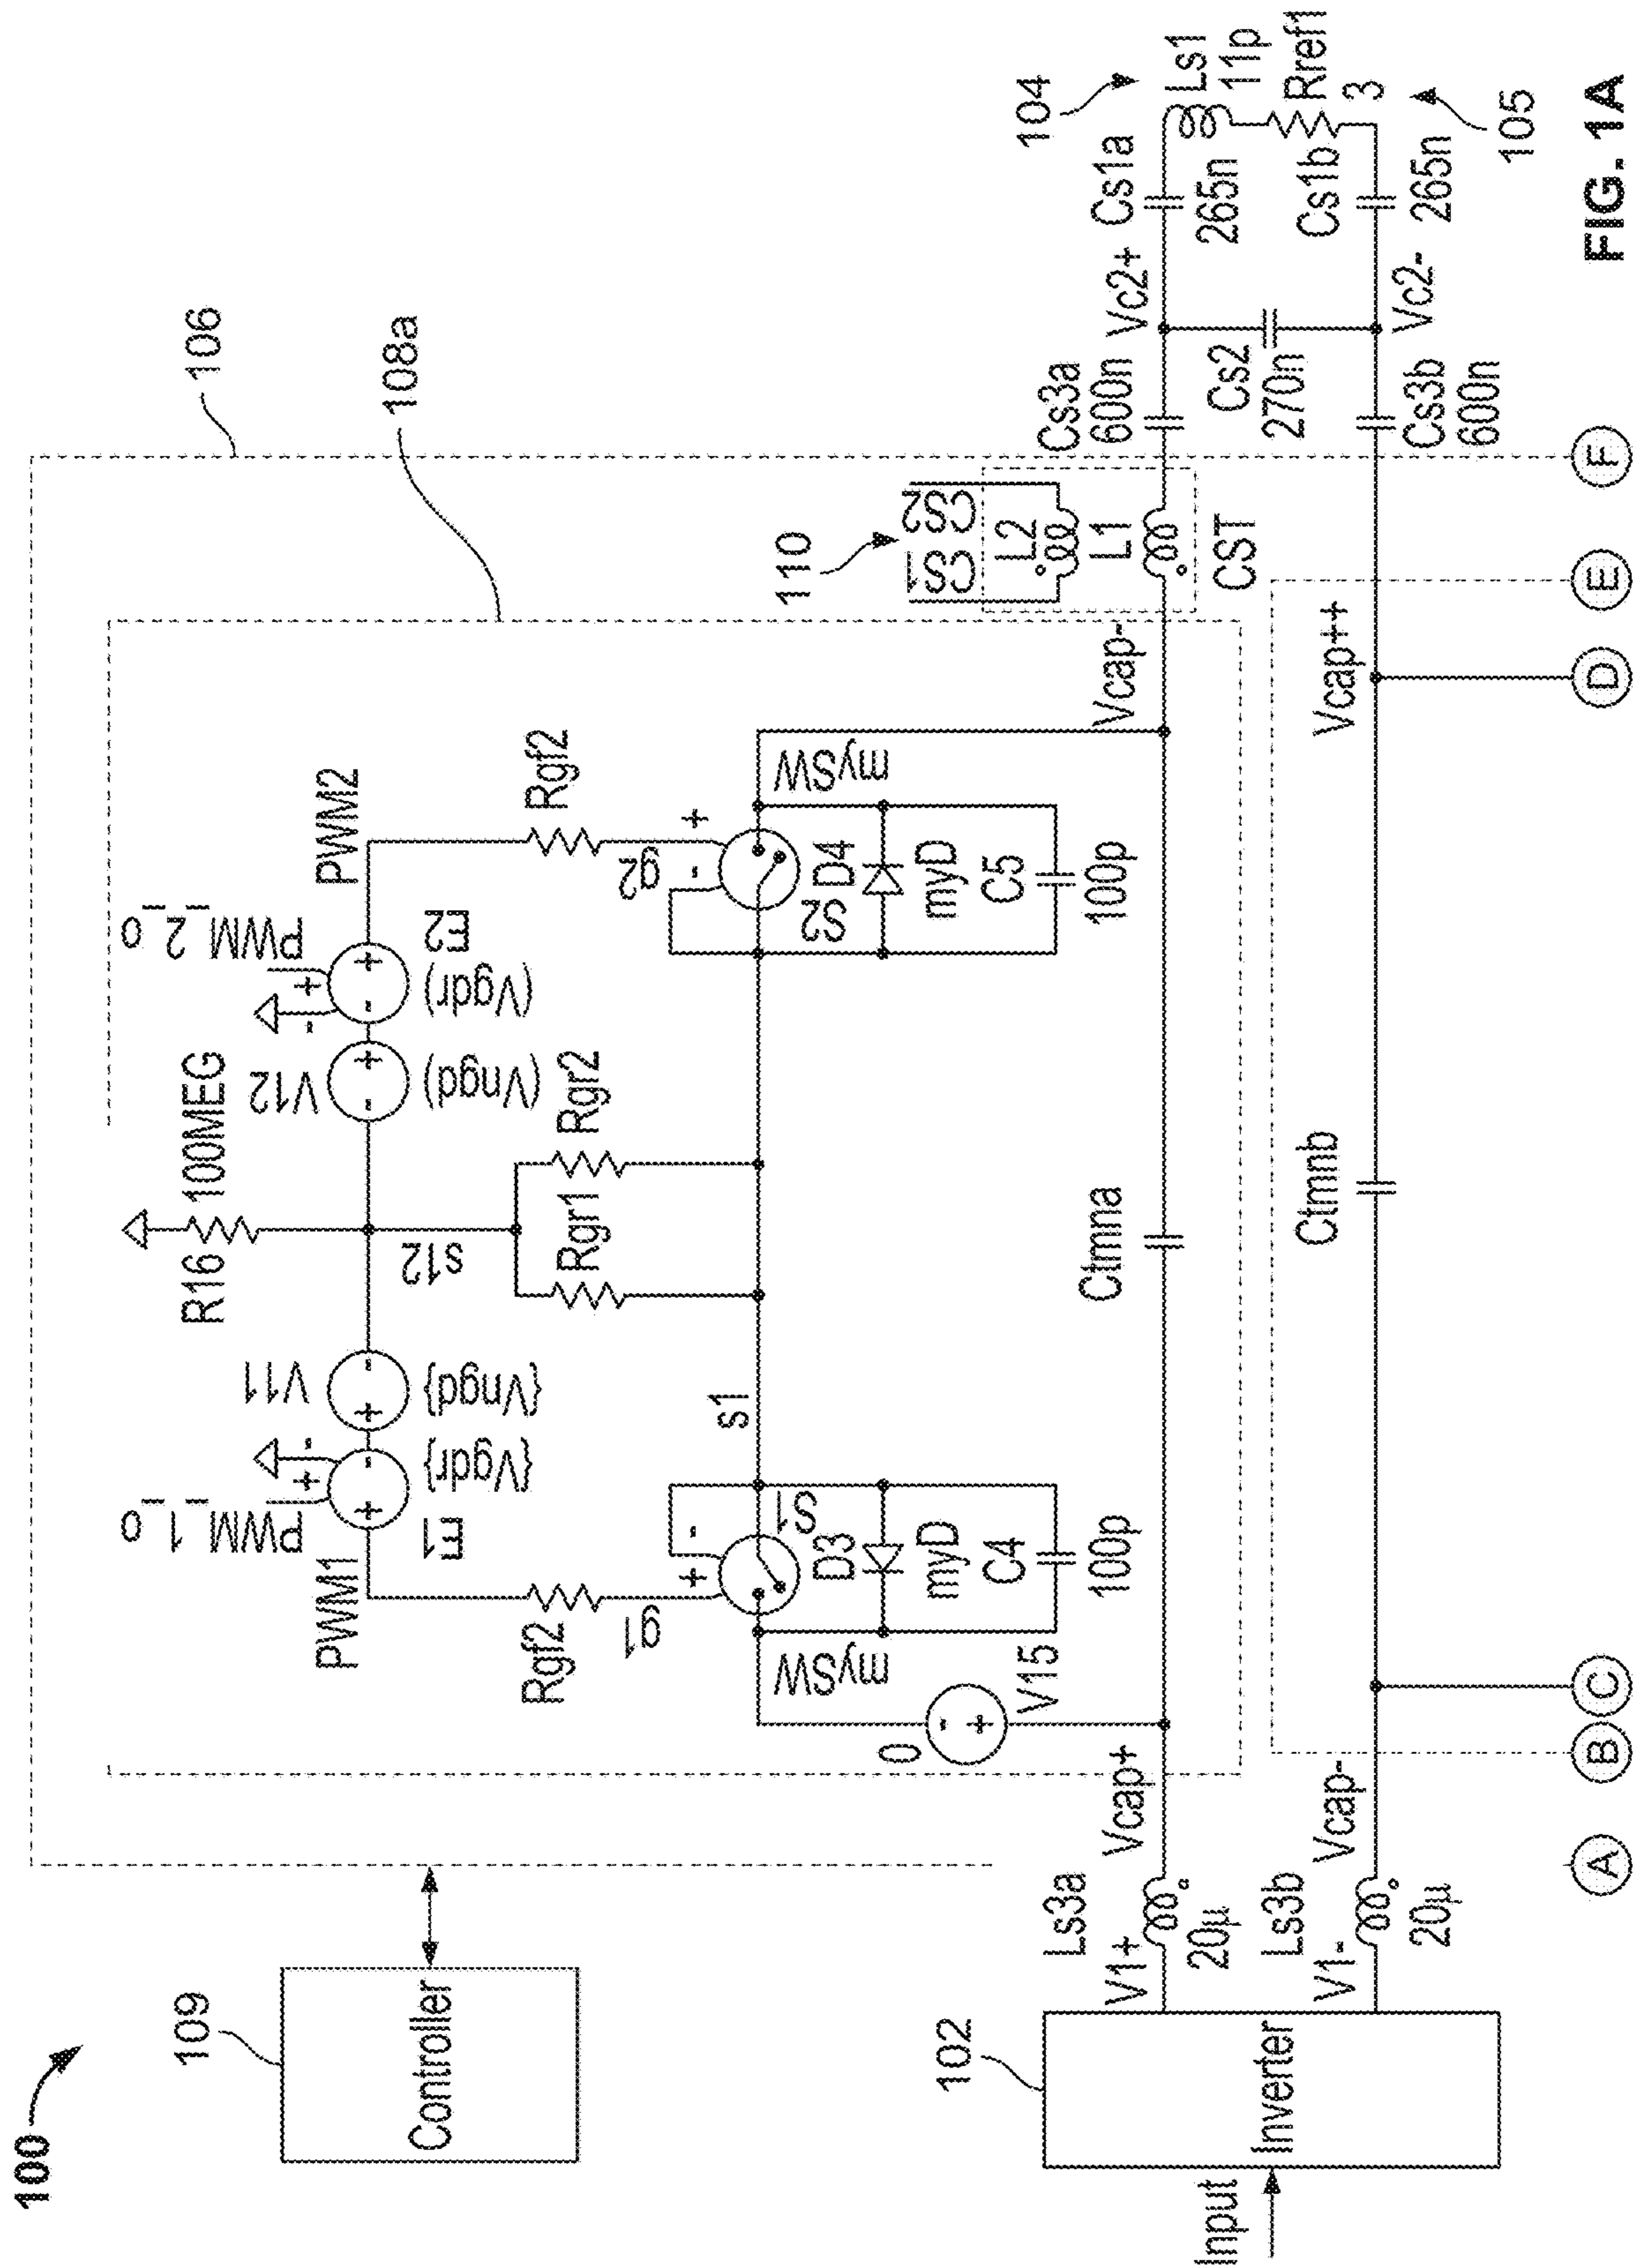 100
109
Controller
106
108a
PWM1
PWM_1_o
E1
{Vgdr}
V11
{Vngd}
R16
100MEG
s12
V12
(Vngd)
PWM_2_o
E2
(Vgdr)
PWM2
Rgf2
g1
Rgr1
Rgr2
Rgf2
g2
+
-
S1
mySW
s1
S2
mySW
D3
myD
C4
100p
D4
myD
C5
100p
0
V15
110
CS1
CS2
L2
L1
CST
102
Input
Inverter
V1+
Ls3a
20µ
Vcap+
Ctmna
Vcap-
Cs3a
600n
Vc2+
Cs1a
265n
104
Ls1
11p
V1-
Ls3b
20µ
Vcap-
Ctmnb
Vcap++
Cs2
270n
Cs3b
600n
Vc2-
Cs1b
265n
Rref1
3
105
A
B
C
D
E
F
FIG. 1A